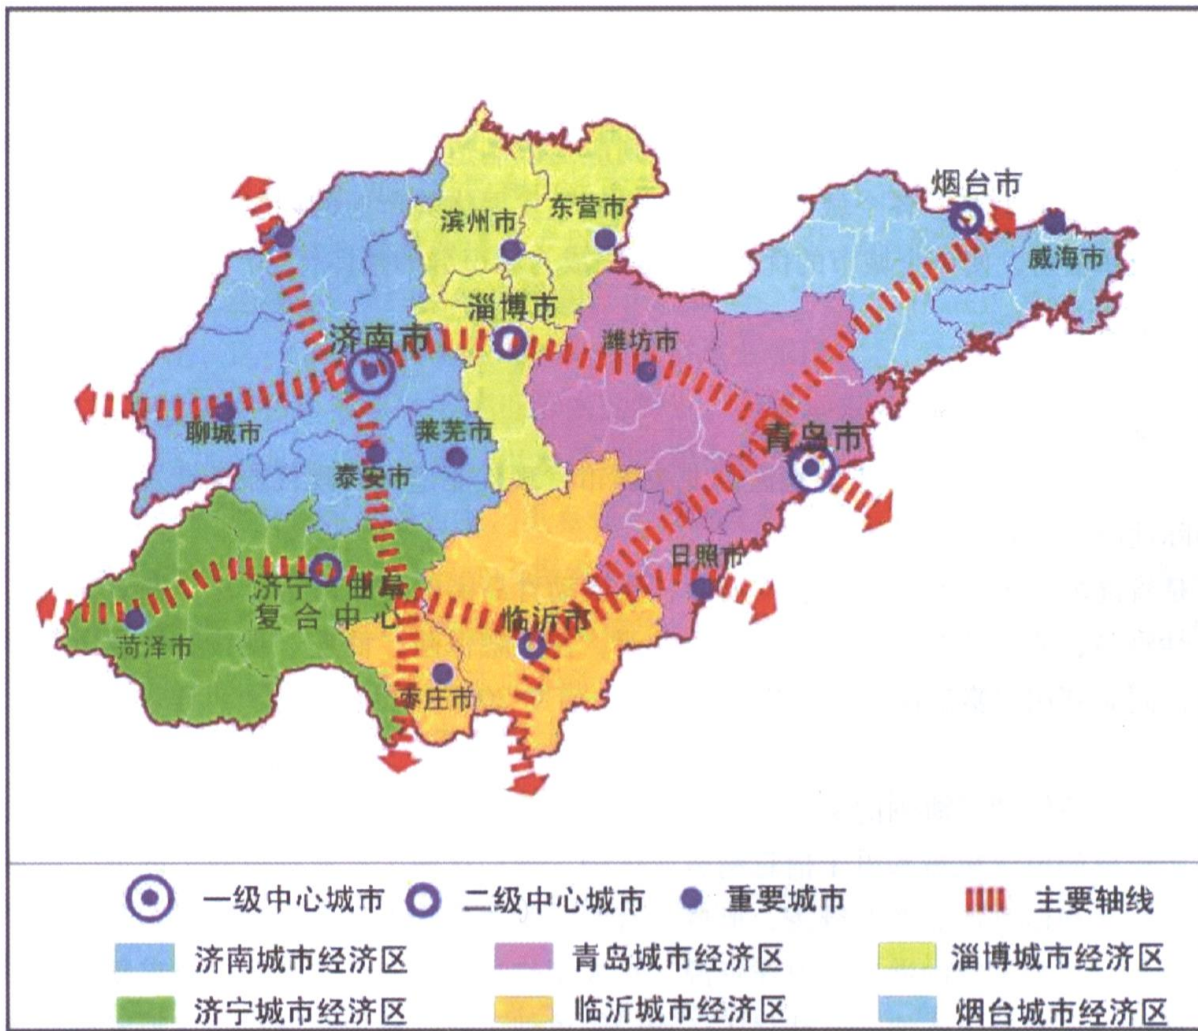 烟台市
东营市
滨州市
威海市
淄博市
济南市
潍坊市
聊城市
莱芜市
青岛市
泰安市
日照市
济宁 曲阜
复合中心
临沂市
菏泽市
枣庄市
一级中心城市
二级中心城市
重要城市
主要轴线
济南城市经济区
青岛城市经济区
淄博城市经济区
济宁城市经济区
临沂城市经济区
烟台城市经济区